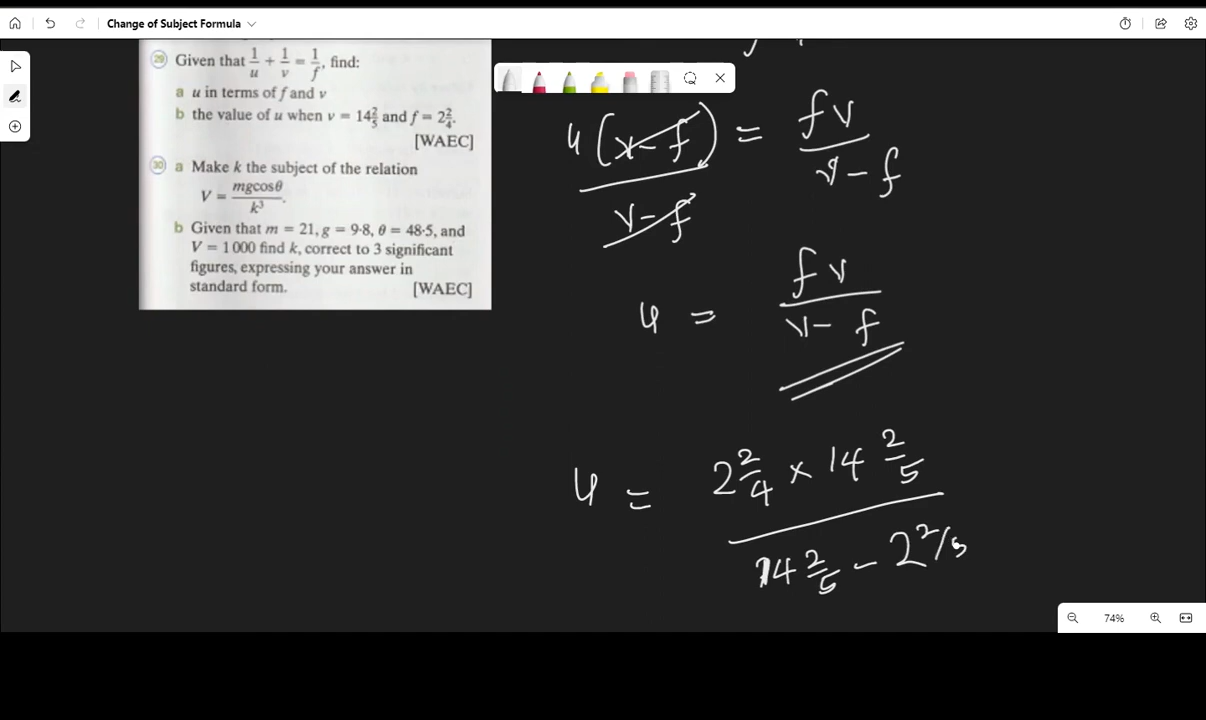 Change of Subject Formula
29 Given that 1/u + 1/v = 1/f, find:
a u in terms of f and v
b the value of u when v = 14 2/5 and f = 2 2/4.
[WAEC]
30 a Make k the subject of the relation
V = mgcosθ/k³.
b Given that m = 21, g = 9·8, θ = 48·5, and
V = 1 000 find k, correct to 3 significant
figures, expressing your answer in
standard form. [WAEC]
u(v-f)/v-f = fv/v-f
u = fv/v-f
u = 2 2/4 × 14 2/5 / 14 2/5 - 2 2/5
74%